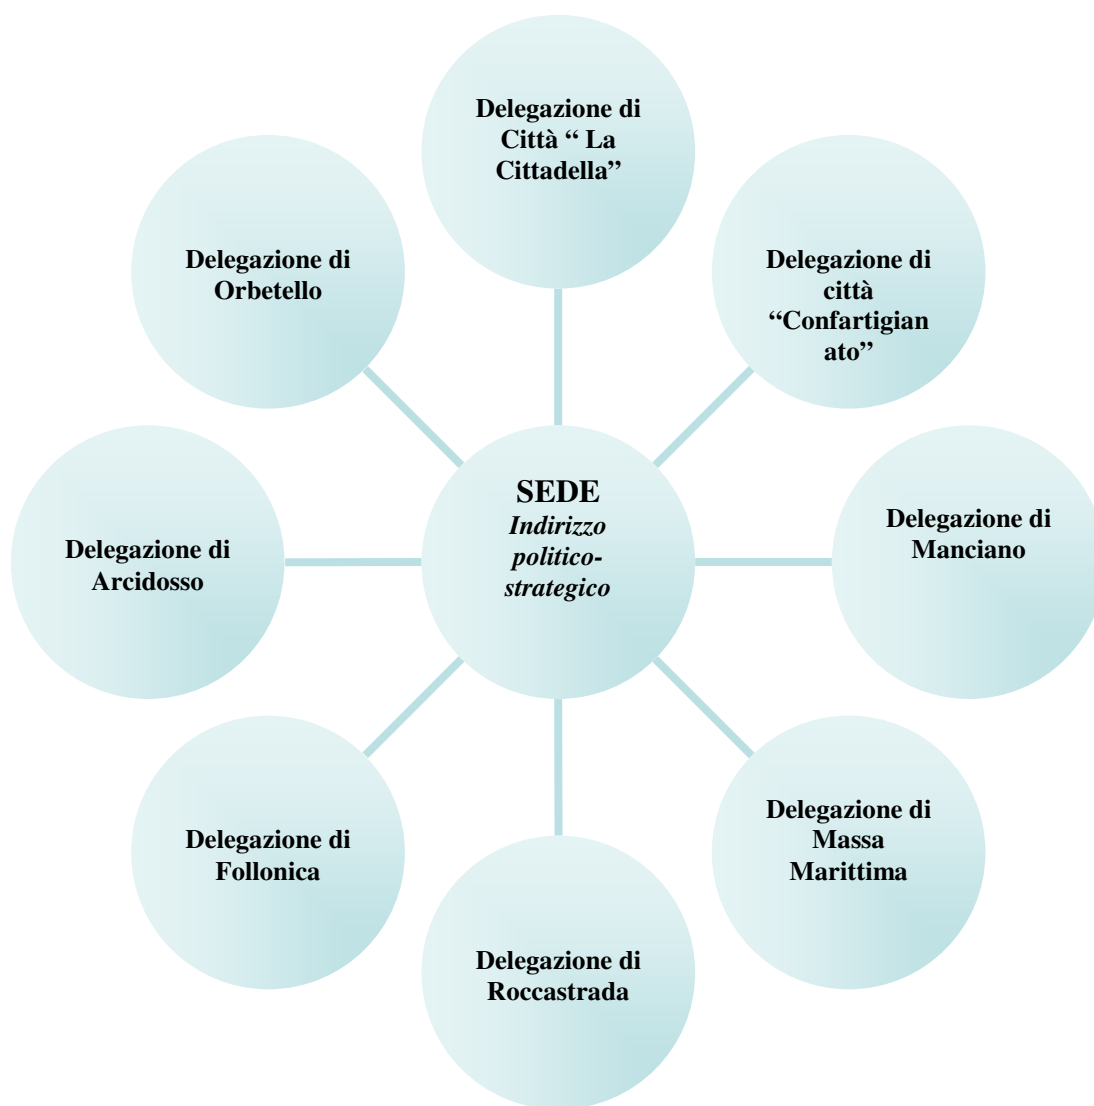 Delegazione di
Città “ La
Cittadella”
Delegazione di
Orbetello
Delegazione di
città
“Confartigian
ato”
SEDE
Indirizzo
politico-
strategico
Delegazione di
Arcidosso
Delegazione di
Manciano
Delegazione di
Follonica
Delegazione di
Massa
Marittima
Delegazione di
Roccastrada